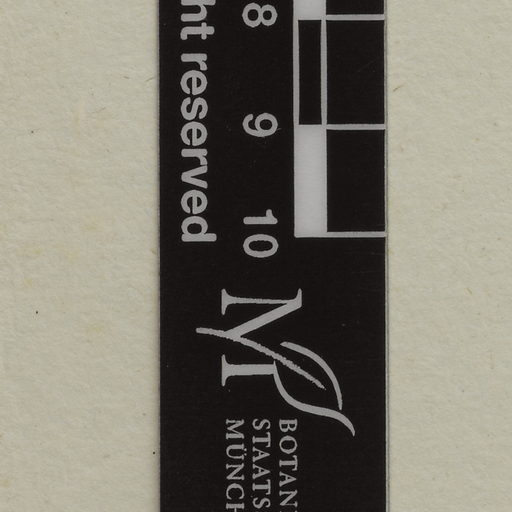 ht reserved
8 9 10
M
BOTAN
STAATS
MÜNCH